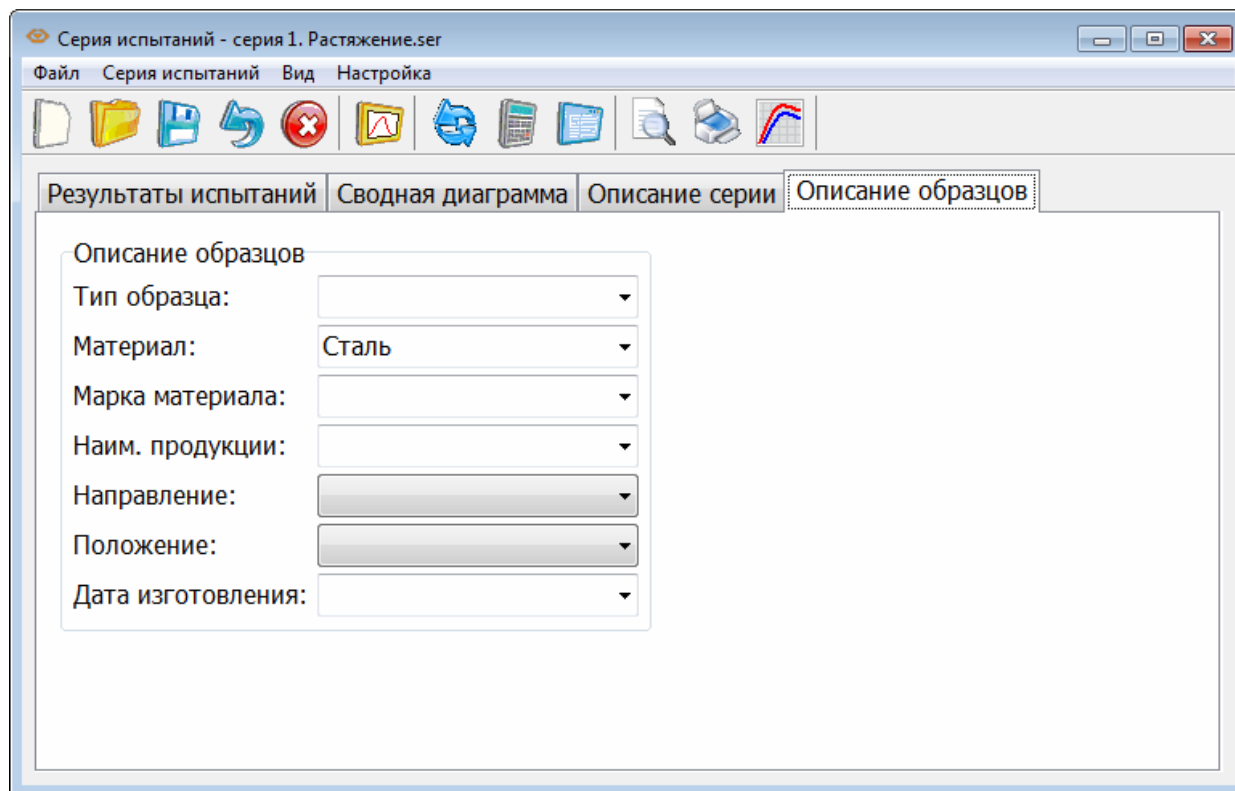 Серия испытаний - серия 1. Растяжение.ser
Файл Серия испытаний Вид Настройка
Результаты испытаний Сводная диаграмма Описание серии Описание образцов
Описание образцов
Тип образца:
Материал: Сталь
Марка материала:
Наим. продукции:
Направление:
Положение:
Дата изготовления: